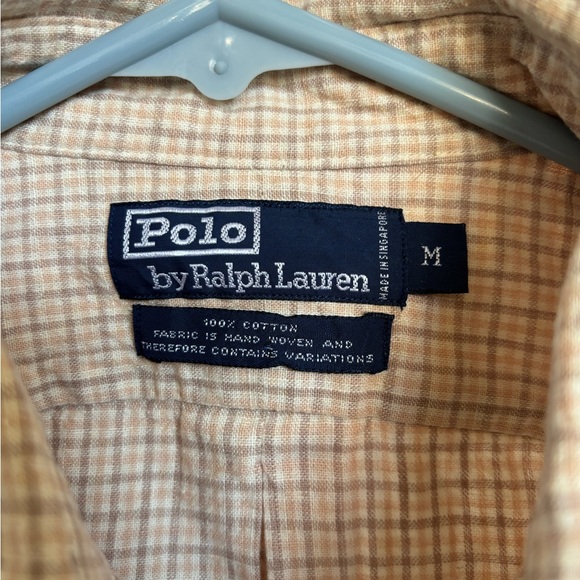 Polo
by Ralph Lauren
MADE IN SINGAPORE
M
100% COTTON
FABRIC IS HAND WOVEN AND
THEREFORE CONTAINS VARIATIONS